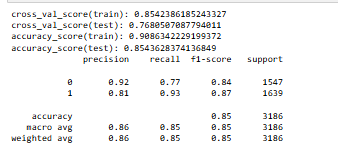 cross_val_score(train): 0.8542386185243327
cross_val_score(test): 0.7680507087794011
accuracy_score(train): 0.9086342229199372
accuracy_score(test): 0.8543628374136849
precision recall f1-score support
0 0.92 0.77 0.84 1547
1 0.81 0.93 0.87 1639
accuracy 0.85 3186
macro avg 0.86 0.85 0.85 3186
weighted avg 0.86 0.85 0.85 3186